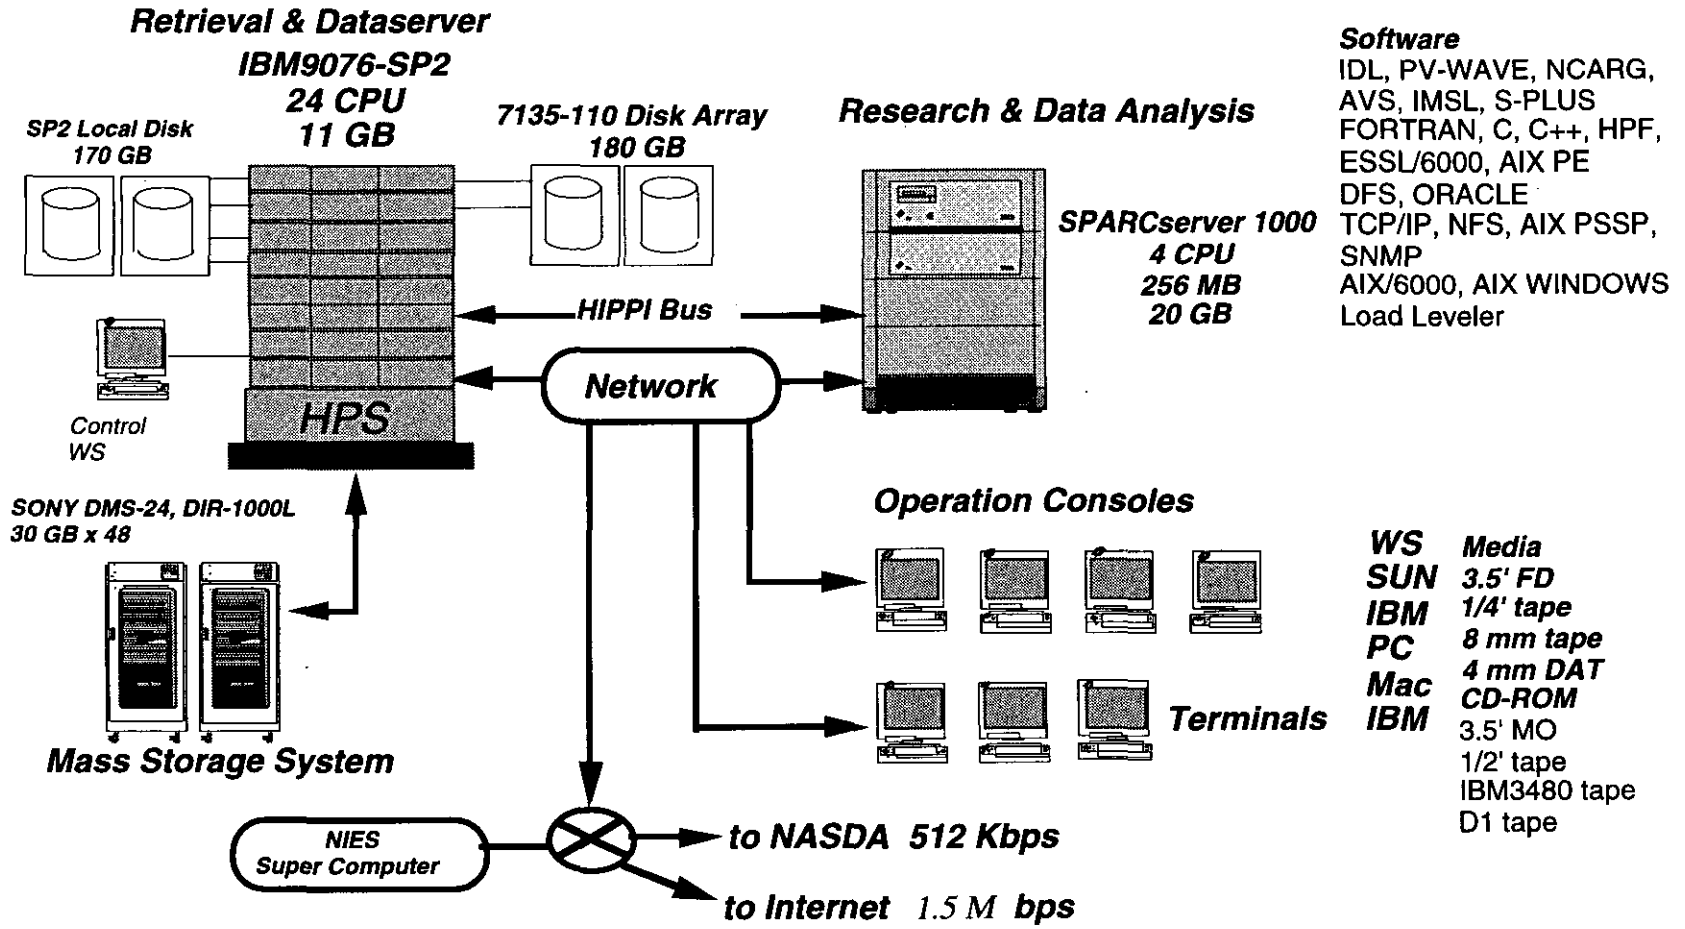 Retrieval & Dataserver
IBM9076-SP2
24 CPU
11 GB
SP2 Local Disk
170 GB
7135-110 Disk Array
180 GB
Research & Data Analysis
SPARCserver 1000
4 CPU
256 MB
20 GB
Software
IDL, PV-WAVE, NCARG,
AVS, IMSL, S-PLUS
FORTRAN, C, C++, HPF,
ESSL/6000, AIX PE
DFS, ORACLE
TCP/IP, NFS, AIX PSSP,
SNMP
AIX/6000, AIX WINDOWS
Load Leveler
HIPPI Bus
Network
HPS
Control
WS
SONY DMS-24, DIR-1000L
30 GB x 48
Mass Storage System
Operation Consoles
Terminals
WS
SUN
IBM
PC
Mac
IBM
Media
3.5' FD
1/4' tape
8 mm tape
4 mm DAT
CD-ROM
3.5' MO
1/2' tape
IBM3480 tape
D1 tape
NIES
Super Computer
to NASDA 512 Kbps
to Internet 1.5 M bps